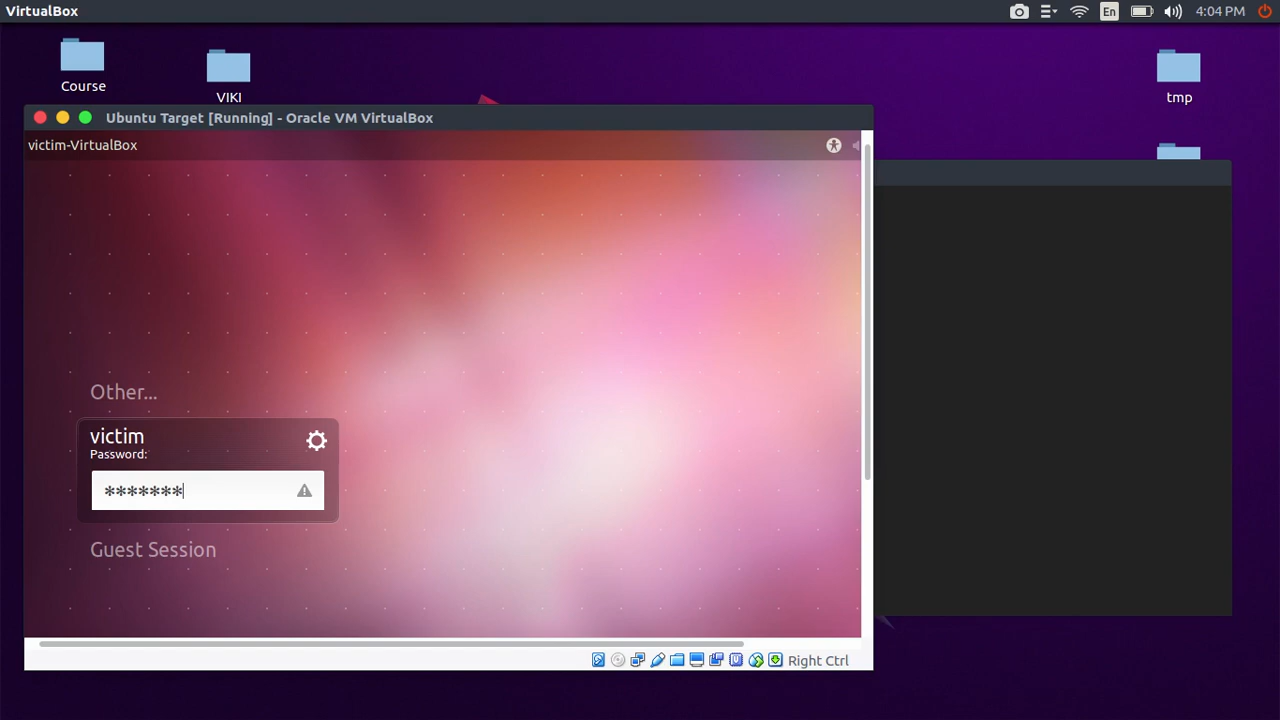 VirtualBox
En
4:04 PM
Course
VIKI
tmp
Ubuntu Target [Running] - Oracle VM VirtualBox
victim-VirtualBox
Other...
victim
Password:
*******
Guest Session
Right Ctrl